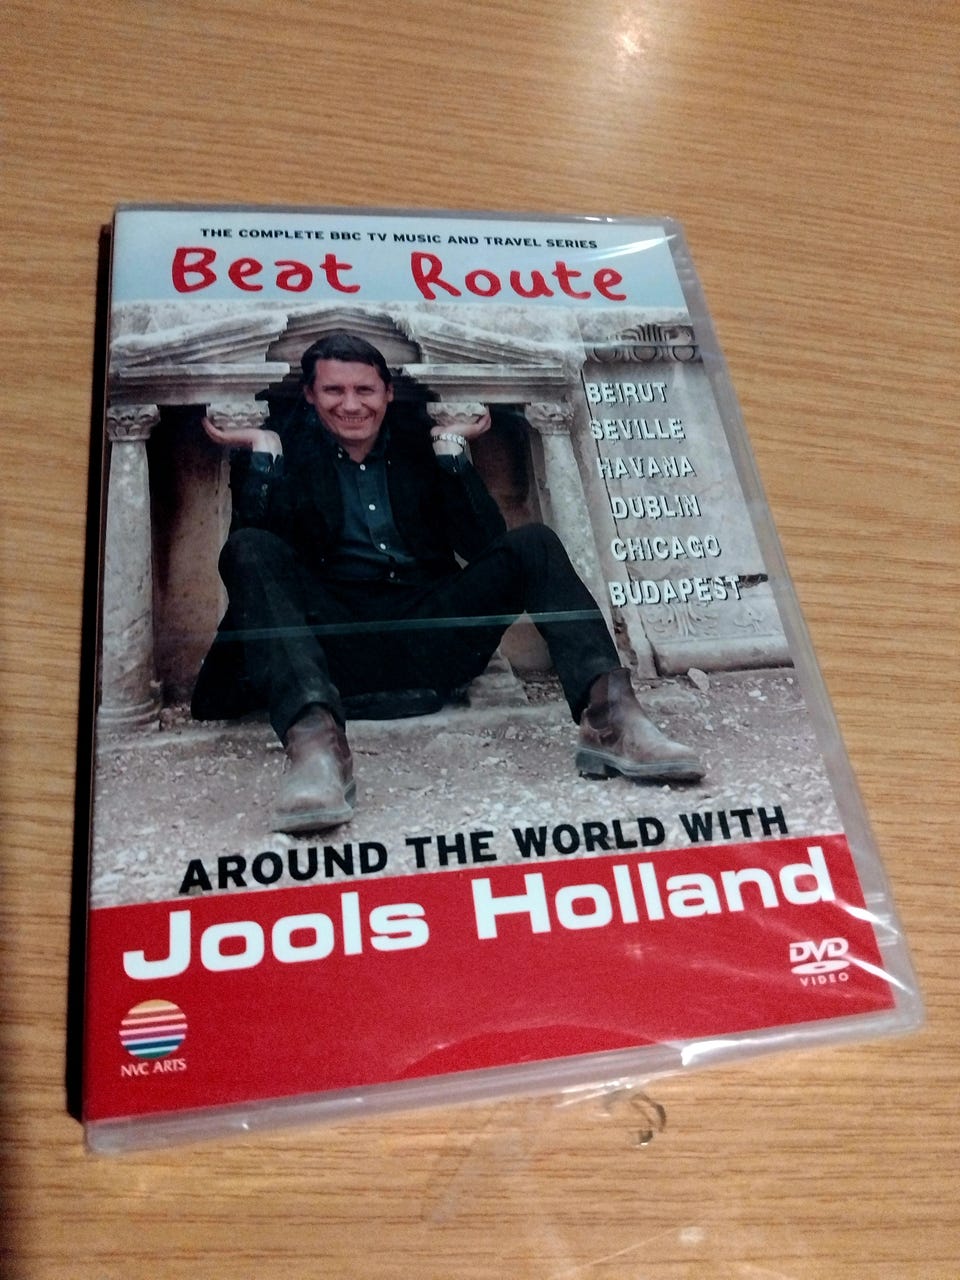 THE COMPLETE BBC TV MUSIC AND TRAVEL SERIES
Beat Route
BEIRUT
SEVILLE
HAVANA
DUBLIN
CHICAGO
BUDAPEST
AROUND THE WORLD WITH
Jools Holland
DVD
VIDEO
NVC ARTS